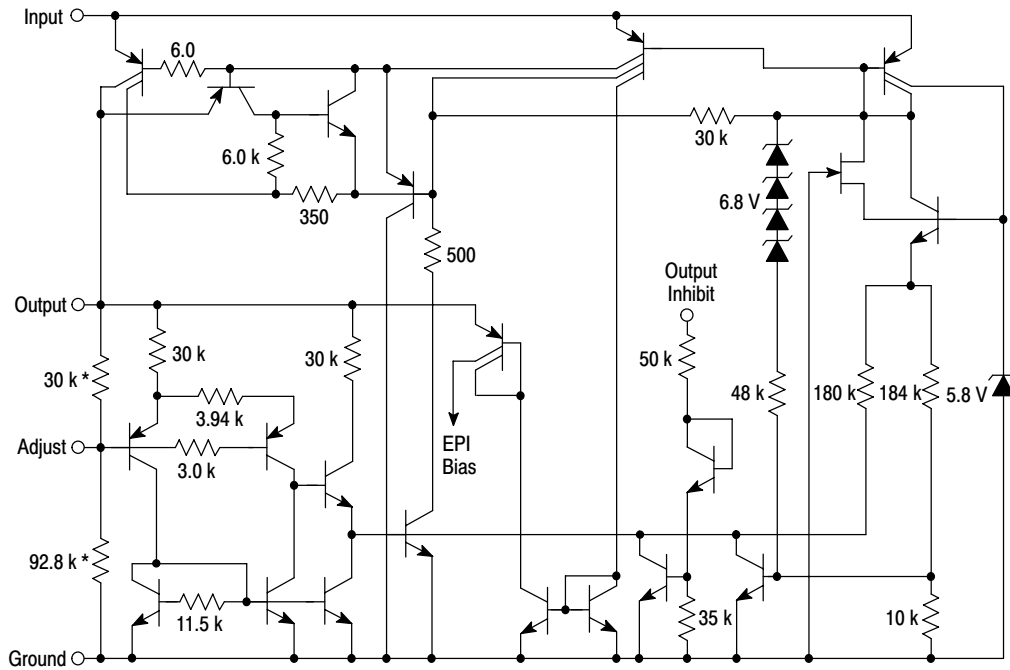 Input
6.0
30 k
6.0 k
6.8 V
350
500
Output
Inhibit
Output
30 k
30 k
50 k
30 k *
3.94 k
48 k
180 k
184 k
5.8 V
Adjust
3.0 k
EPI
Bias
92.8 k *
11.5 k
35 k
10 k
Ground